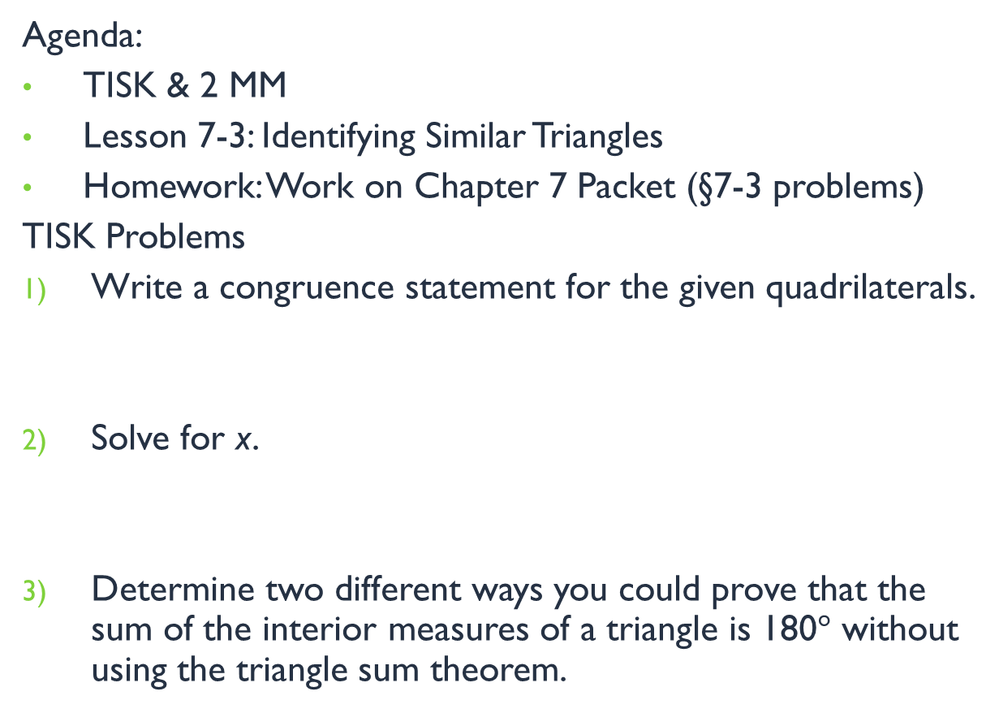 Agenda:
• TISK & 2 MM
• Lesson 7-3: Identifying Similar Triangles
• Homework: Work on Chapter 7 Packet (§7-3 problems)
TISK Problems
1) Write a congruence statement for the given quadrilaterals.
2) Solve for x.
3) Determine two different ways you could prove that the
sum of the interior measures of a triangle is 180° without
using the triangle sum theorem.